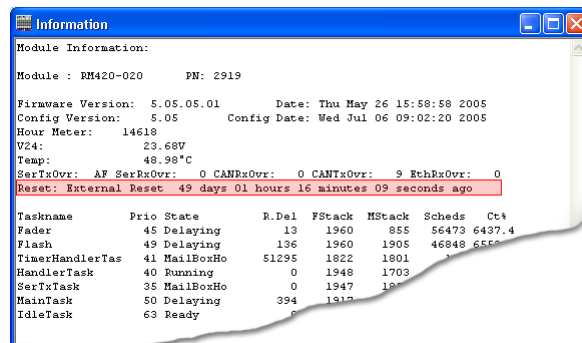 Information
Module Information:
Module : RM420-020 PN: 2919
Firmware Version: 5.05.05.01 Date: Thu May 26 15:58:58 2005
Config Version: 5.05 Config Date: Wed Jul 06 09:02:20 2005
Hour Meter: 14618
V24: 23.68V
Temp: 48.98°C
SerTxOvr: AF SerRxOvr: 0 CANRxOvr: 0 CANTxOvr: 9 EthRxOvr: 0
Reset: External Reset 49 days 01 hours 16 minutes 09 seconds ago
Taskname Prio State R.Del FStack MStack Scheds Ct%
Fader 45 Delaying 13 1960 855 56473 6437.4
Flash 49 Delaying 136 1960 1905 46848
TimerHandlerTas 41 MailBoxHo 51295 1822 1801
HandlerTask 40 Running 0 1948 1703
SerTxTask 35 MailBoxHo 0 1947
MainTask 50 Delaying 394
IdleTask 63 Ready